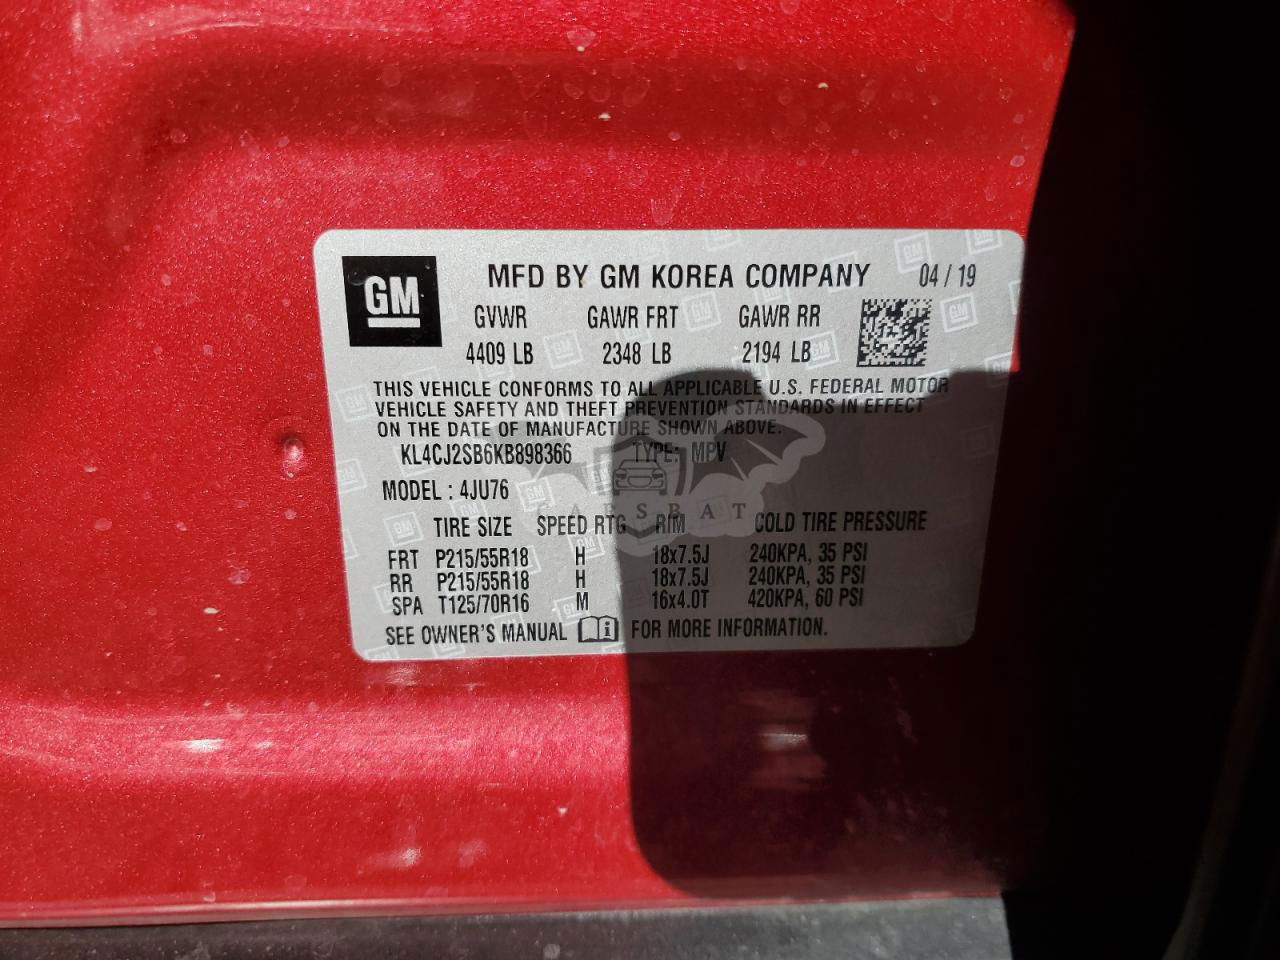 GM
MFD BY GM KOREA COMPANY 04 / 19
GVWR GAWR FRT GAWR RR
4409 LB 2348 LB 2194 LB
THIS VEHICLE CONFORMS TO ALL APPLICABLE U.S. FEDERAL MOTOR
VEHICLE SAFETY AND THEFT PREVENTION STANDARDS IN EFFECT
ON THE DATE OF MANUFACTURE SHOWN ABOVE.
KL4CJ2SB6KB898366 TYPE: MPV
MODEL : 4JU76
CARSBAT
TIRE SIZE SPEED RTG RIM COLD TIRE PRESSURE
FRT P215/55R18 H 18x7.5J 240KPA, 35 PSI
RR P215/55R18 H 18x7.5J 240KPA, 35 PSI
SPA T125/70R16 M 16x4.0T 420KPA, 60 PSI
SEE OWNER'S MANUAL FOR MORE INFORMATION.